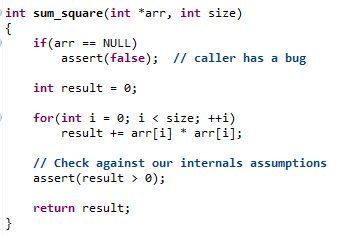 int sum_square(int *arr, int size)
{
    if(arr == NULL)
        assert(false);  // caller has a bug

    int result = 0;

    for(int i = 0; i < size; ++i)
        result += arr[i] * arr[i];

    // Check against our internals assumptions
    assert(result > 0);

    return result;
}